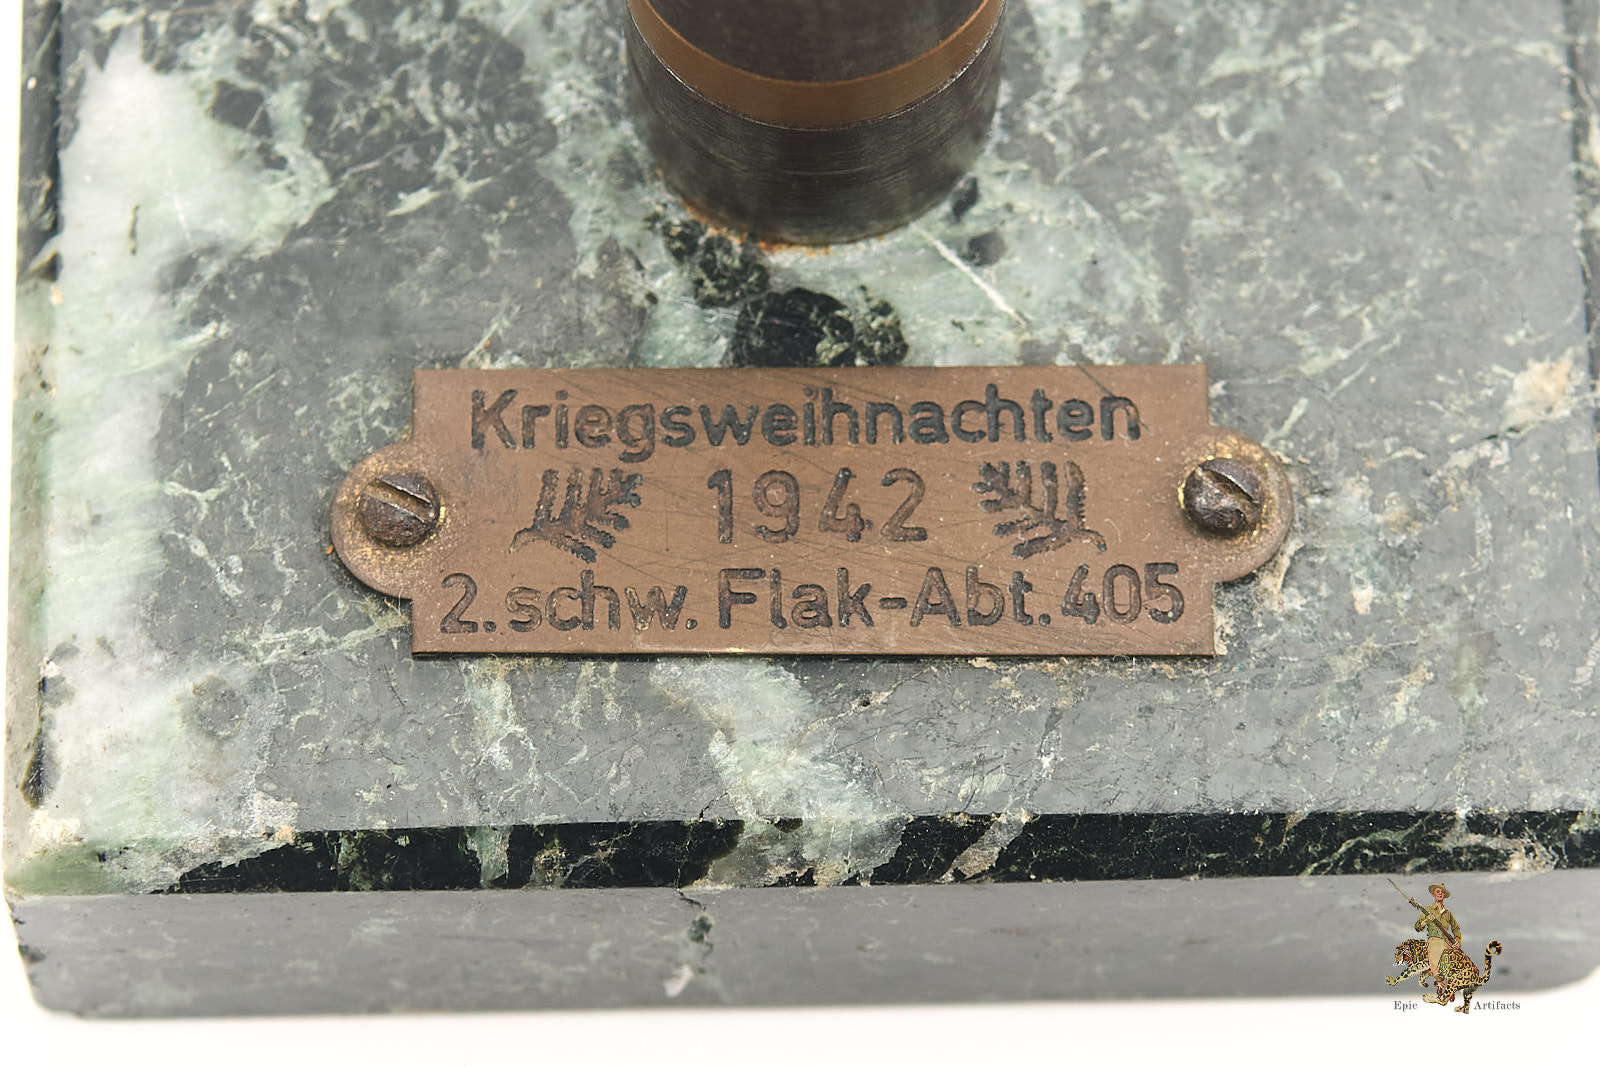 Kriegsweihnachten
1942
2. schw. Flak-Abt. 405
Epic Artifacts